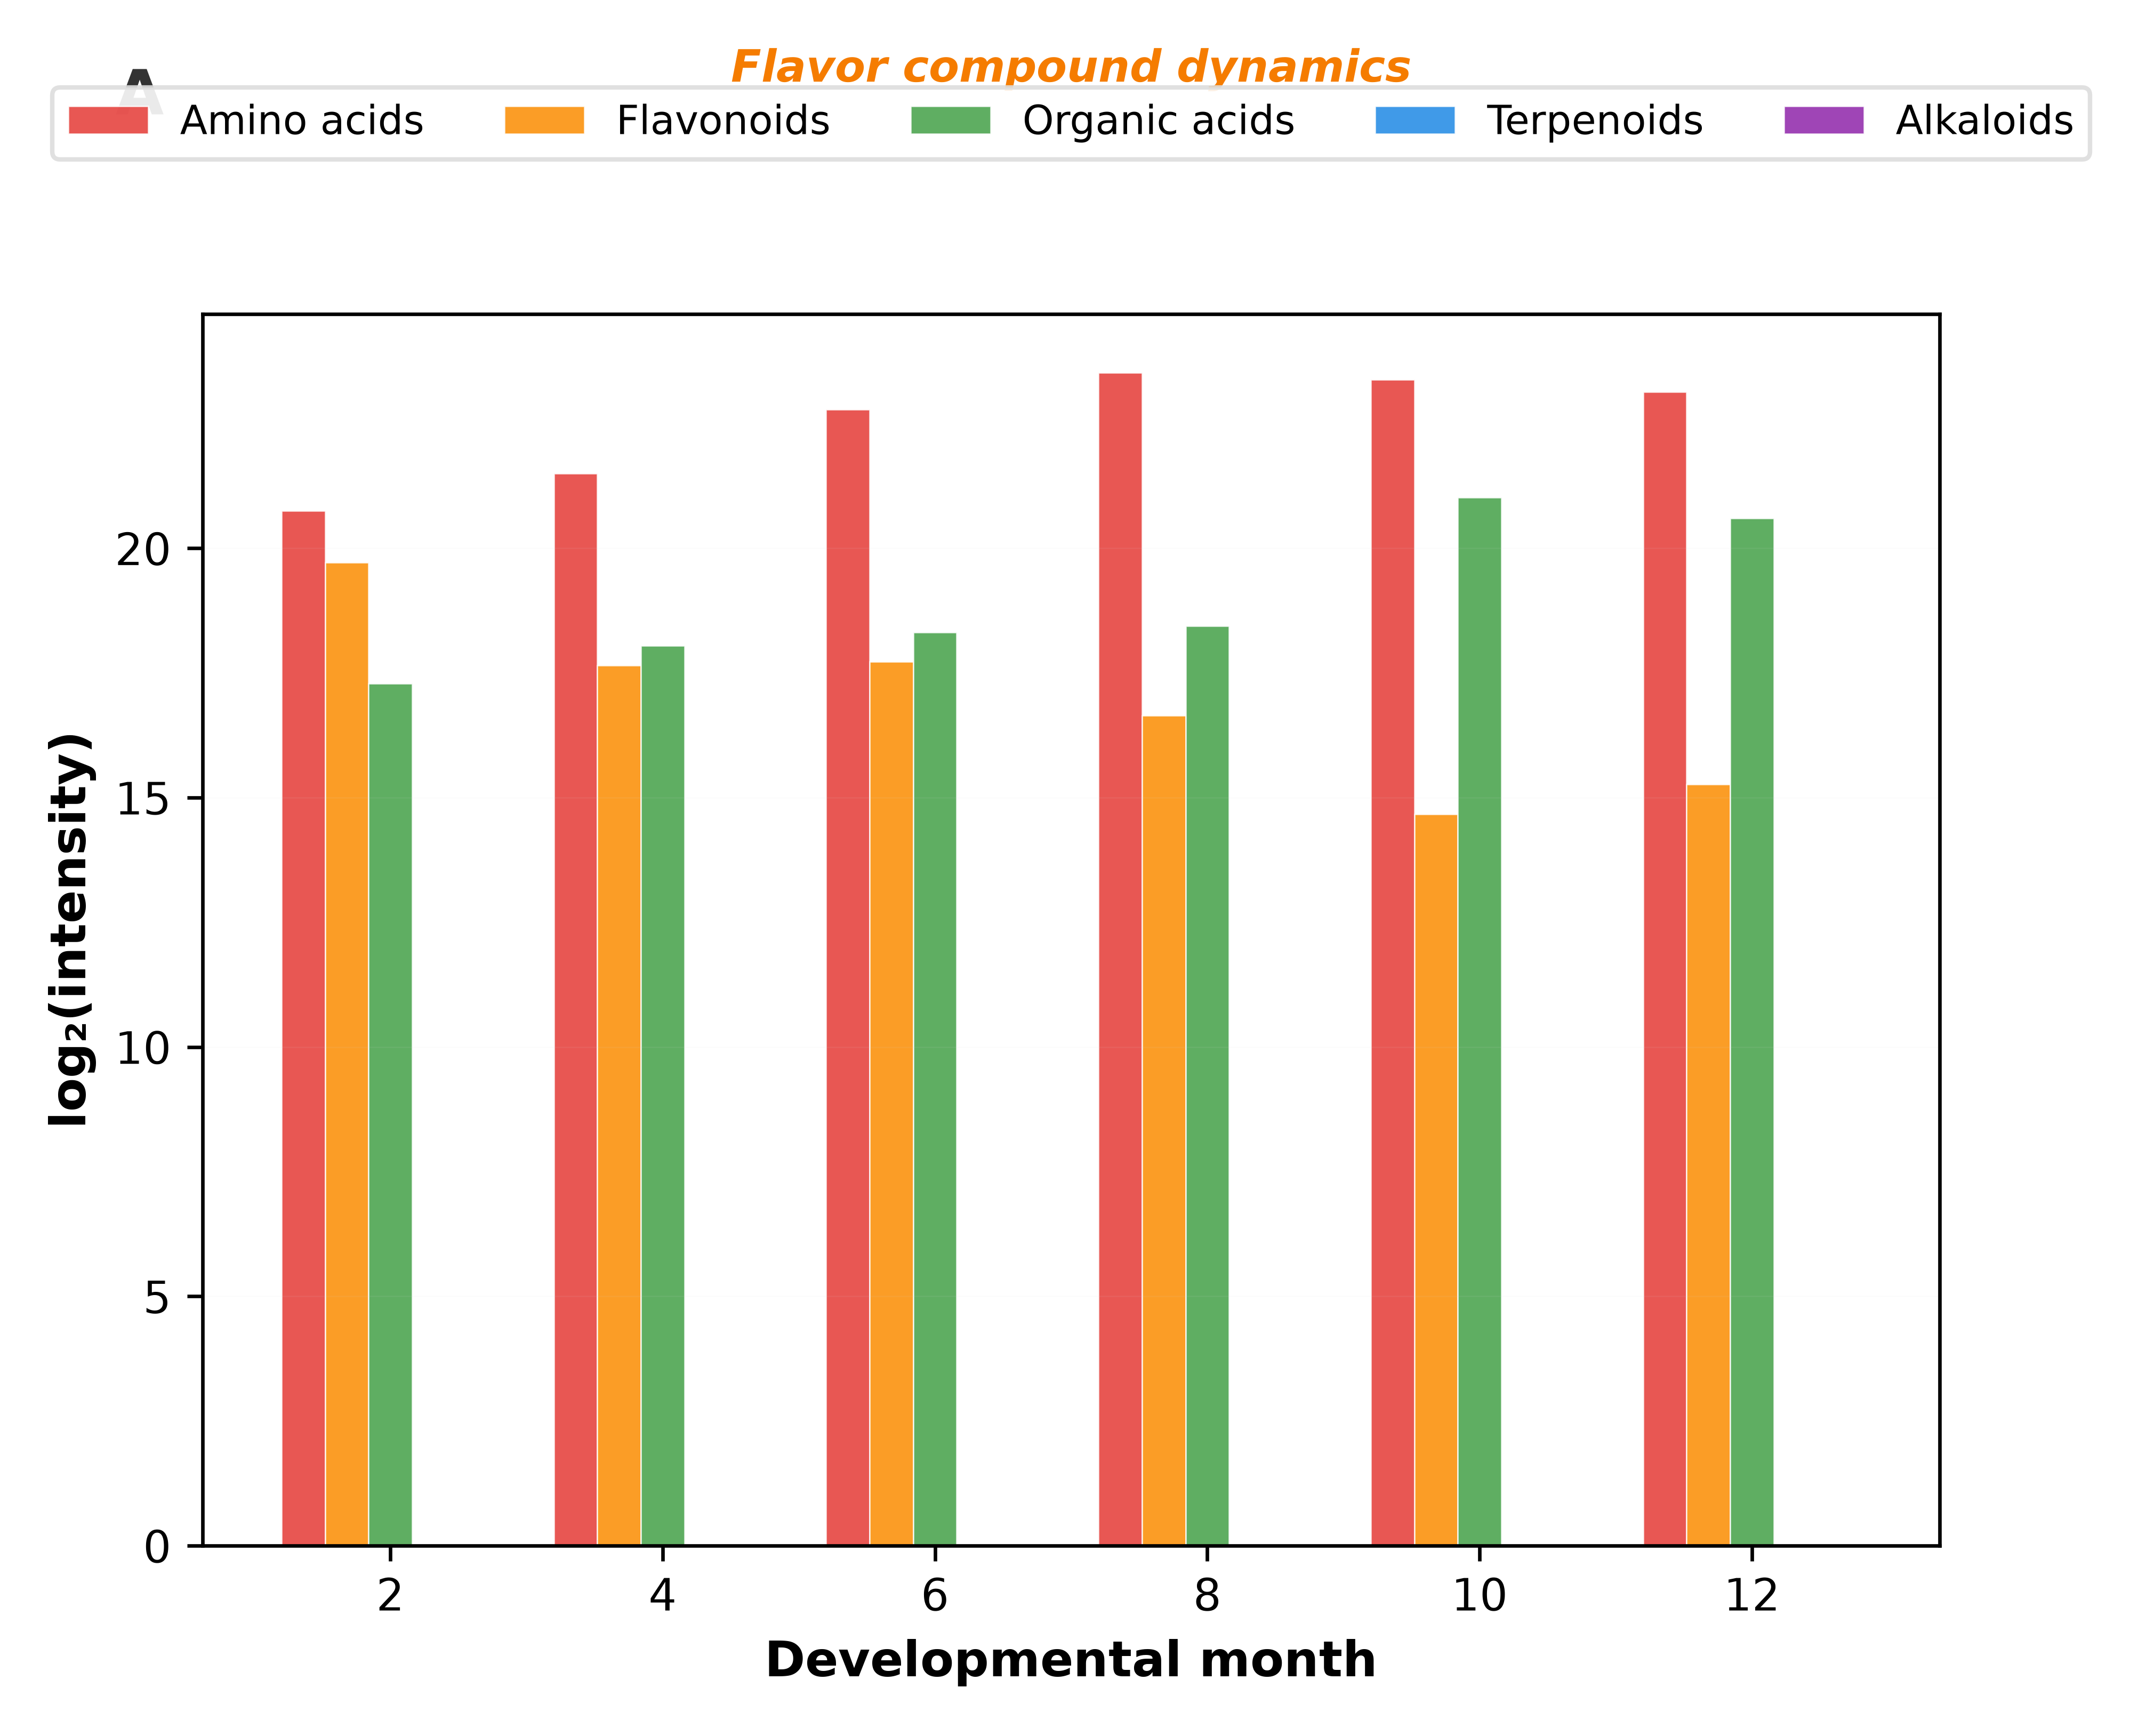 Flavor compound dynamics
A
Amino acids Flavonoids Organic acids Terpenoids Alkaloids
log₂(intensity)
20
15
10
5
0
2 4 6 8 10 12
Developmental month